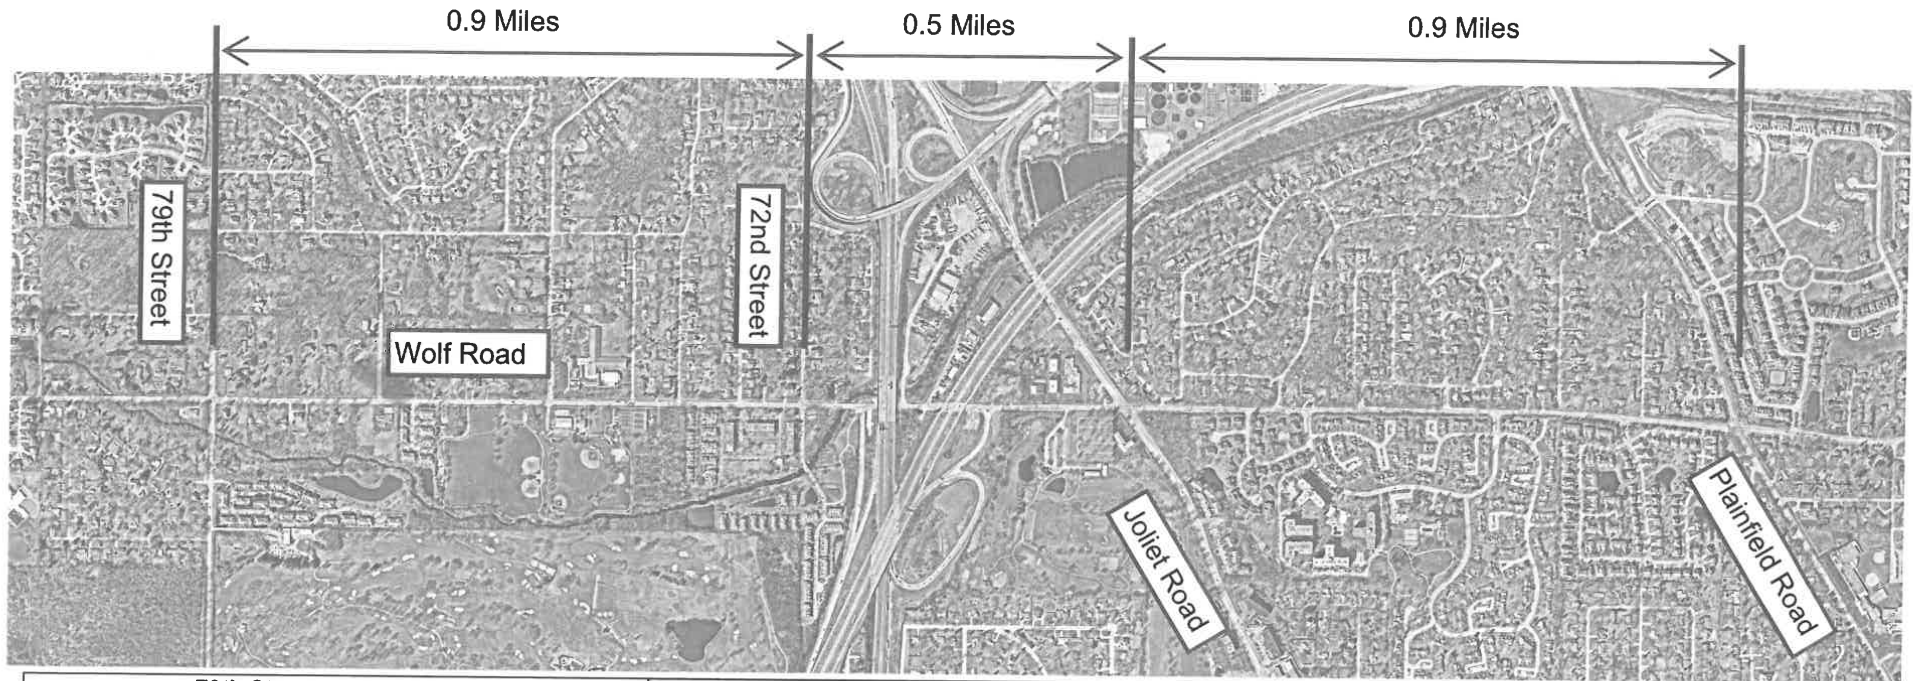 0.9 Miles
0.5 Miles
0.9 Miles
79th Street
72nd Street
Wolf Road
Joliet Road
Plainfield Road